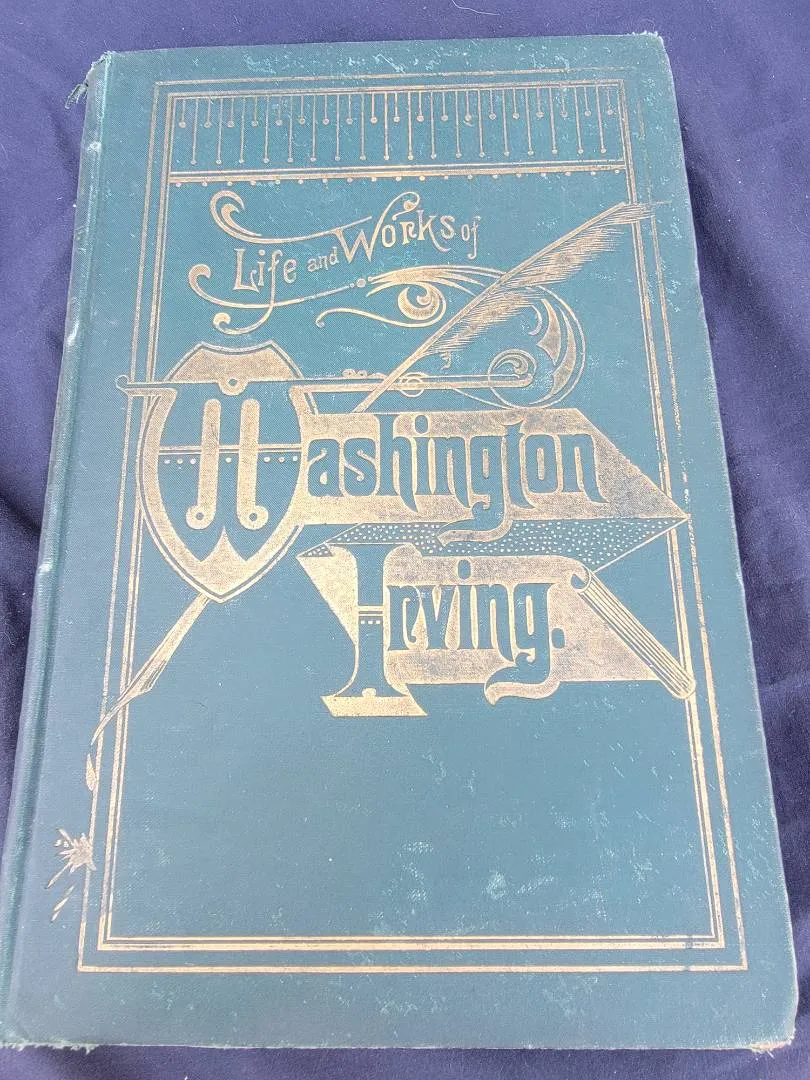 Life and Works of
Washington
Irving.